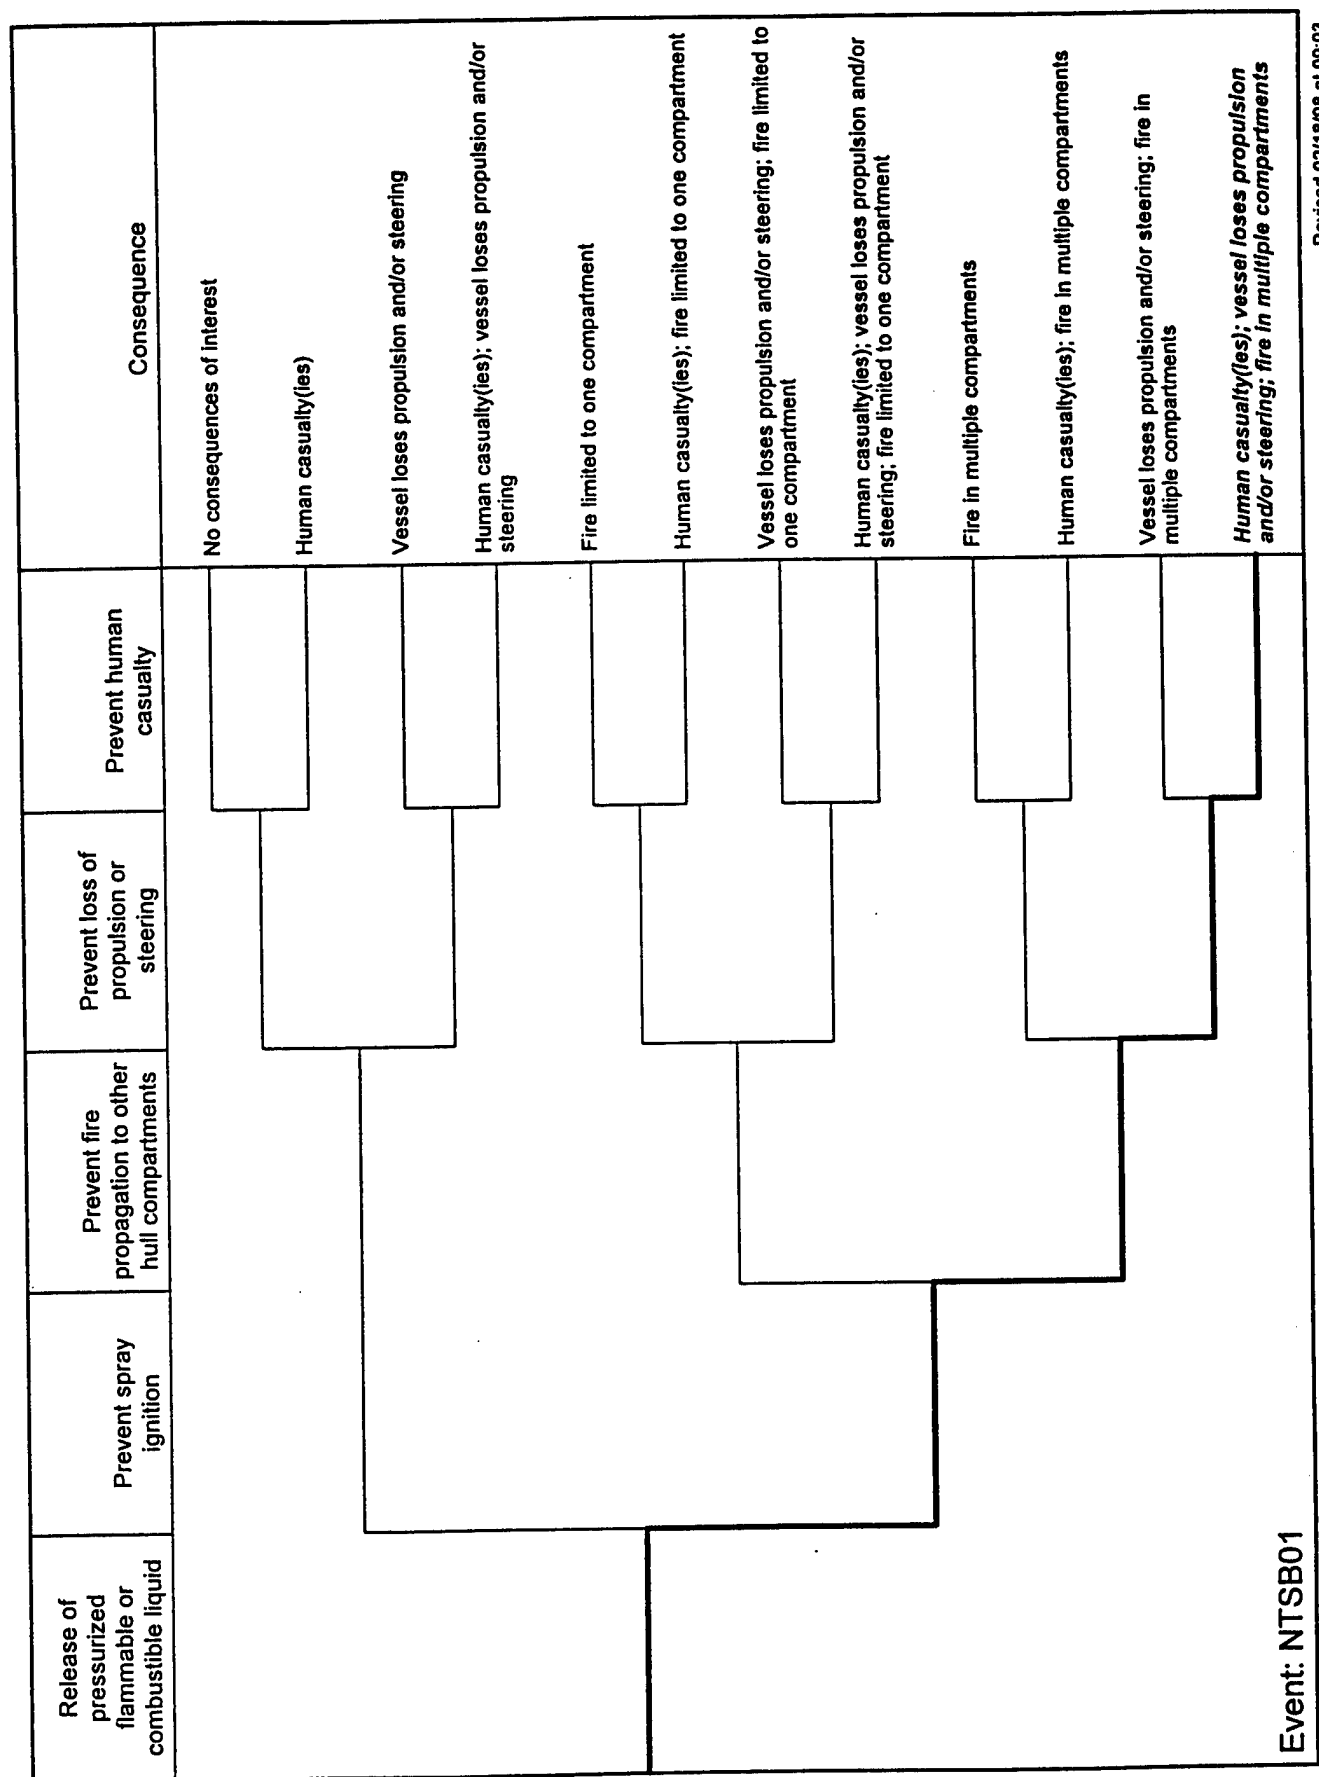 Release of
pressurized
flammable or
combustible liquid
Prevent spray
ignition
Prevent fire
propagation to other
hull compartments
Prevent loss of
propulsion or
steering
Prevent human
casualty
Consequence
No consequences of interest
Human casualty(ies)
Vessel loses propulsion and/or steering
Human casualty(ies); vessel loses propulsion and/or
steering
Fire limited to one compartment
Human casualty(ies); fire limited to one compartment
Vessel loses propulsion and/or steering; fire limited to
one compartment
Human casualty(ies); vessel loses propulsion and/or
steering; fire limited to one compartment
Fire in multiple compartments
Human casualty(ies); fire in multiple compartments
Vessel loses propulsion and/or steering; fire in
multiple compartments
Human casualty(ies); vessel loses propulsion
and/or steering; fire in multiple compartments
Event: NTSB01
Revised